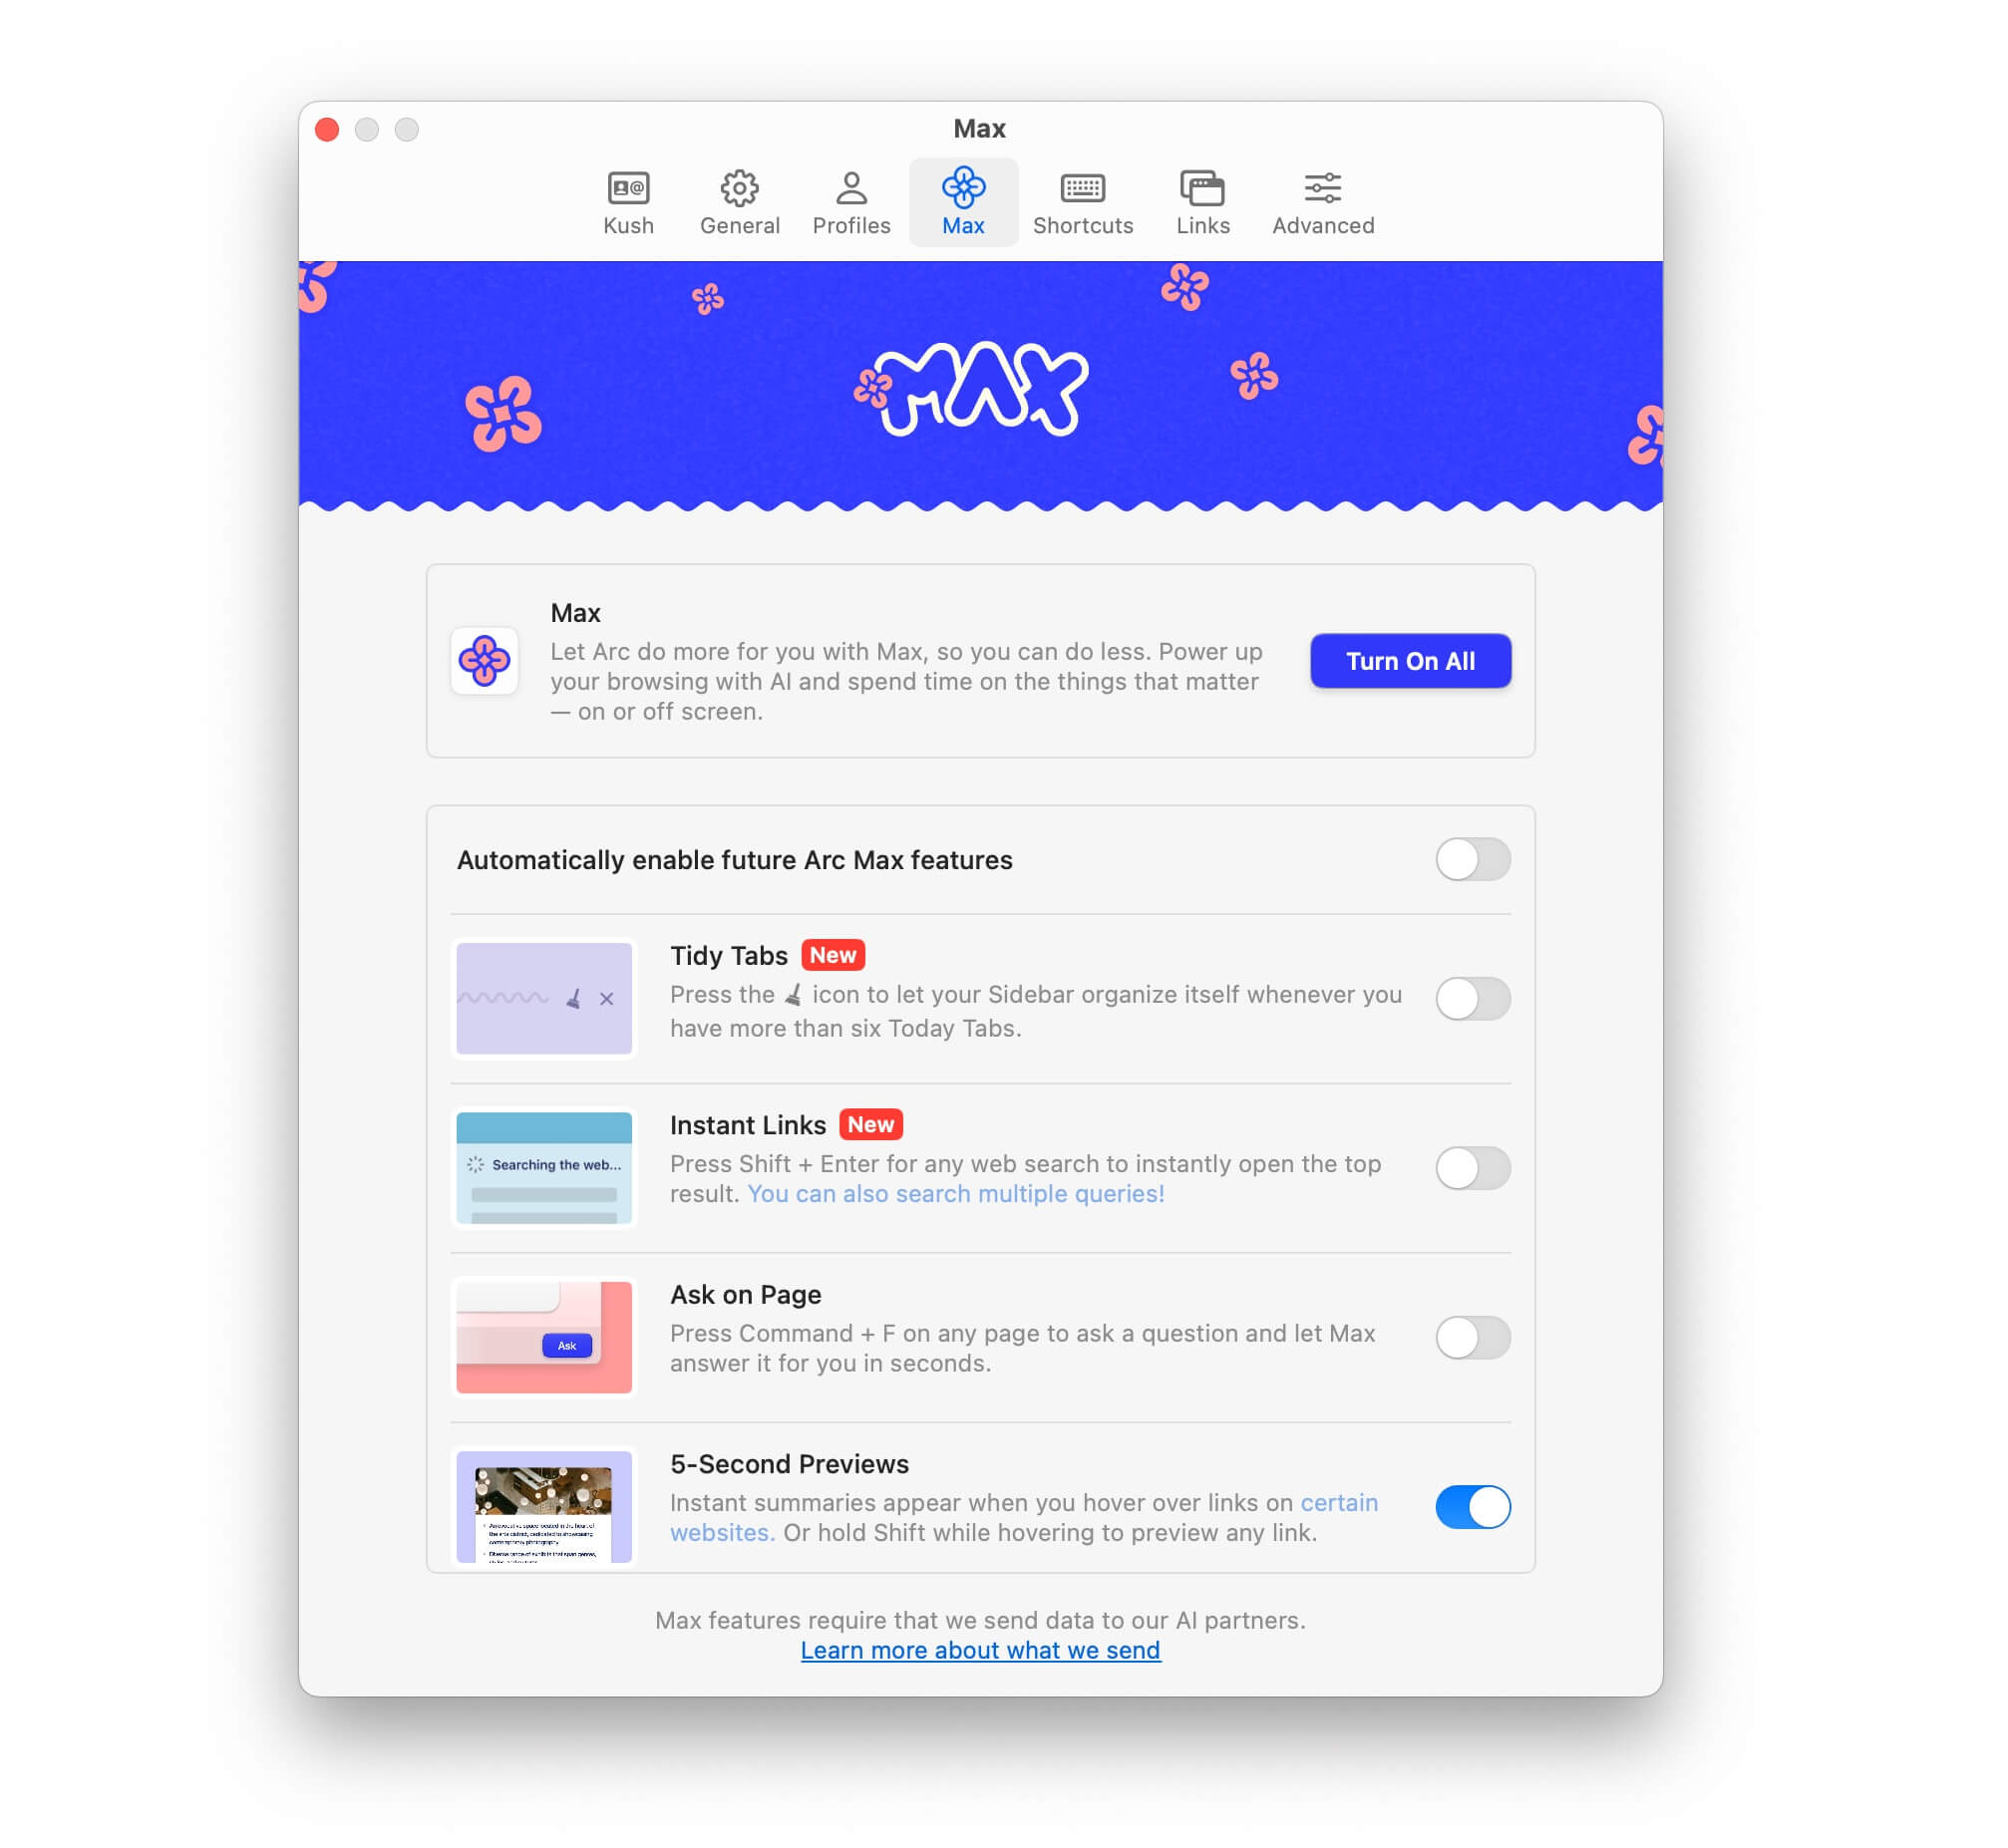 Max
Kush
General
Profiles
Max
Shortcuts
Links
Advanced
MAX
Max
Let Arc do more for you with Max, so you can do less. Power up
your browsing with AI and spend time on the things that matter
— on or off screen.
Turn On All
Automatically enable future Arc Max features
Tidy Tabs New
Press the icon to let your Sidebar organize itself whenever you
have more than six Today Tabs.
Searching the web...
Instant Links New
Press Shift + Enter for any web search to instantly open the top
result. You can also search multiple queries!
Ask
Ask on Page
Press Command + F on any page to ask a question and let Max
answer it for you in seconds.
5-Second Previews
Instant summaries appear when you hover over links on certain
websites. Or hold Shift while hovering to preview any link.
Max features require that we send data to our AI partners.
Learn more about what we send